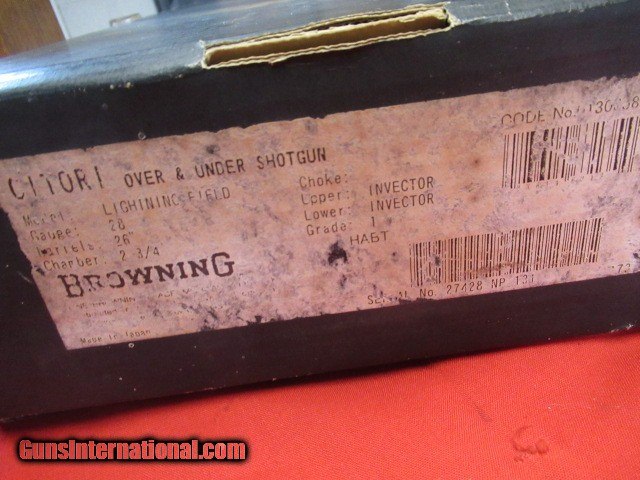 CODE No.
CITORI OVER & UNDER SHOTGUN
Model: LIGHTNING FIELD
Gauge: 28
Barrels: 26"
Chamber: 2 3/4
Choke:
Upper: INVECTOR
Lower: INVECTOR
Grade: 1
HAБT
BROWNING
SERIAL No. 27428 NP 131
Made in Japan
GunsInternational.com